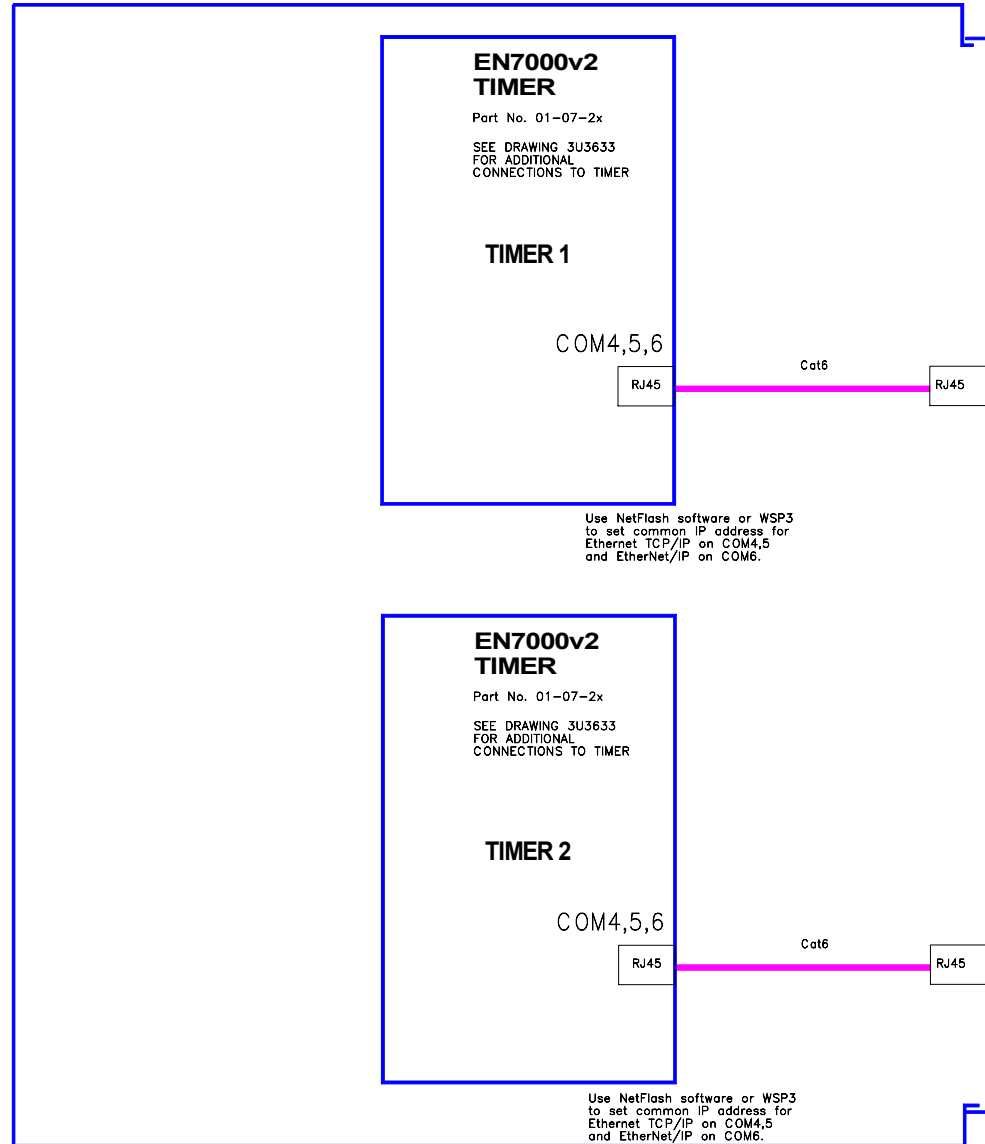 EN7000v2
TIMER
Part No. 01-07-2x
SEE DRAWING 3U3633
FOR ADDITIONAL
CONNECTIONS TO TIMER
TIMER 1
COM4,5,6
RJ45
Cat6
RJ45
Use NetFlash software or WSP3
to set common IP address for
Ethernet TCP/IP on COM4,5
and EtherNet/IP on COM6.
EN7000v2
TIMER
Part No. 01-07-2x
SEE DRAWING 3U3633
FOR ADDITIONAL
CONNECTIONS TO TIMER
TIMER 2
COM4,5,6
RJ45
Cat6
RJ45
Use NetFlash software or WSP3
to set common IP address for
Ethernet TCP/IP on COM4,5
and EtherNet/IP on COM6.